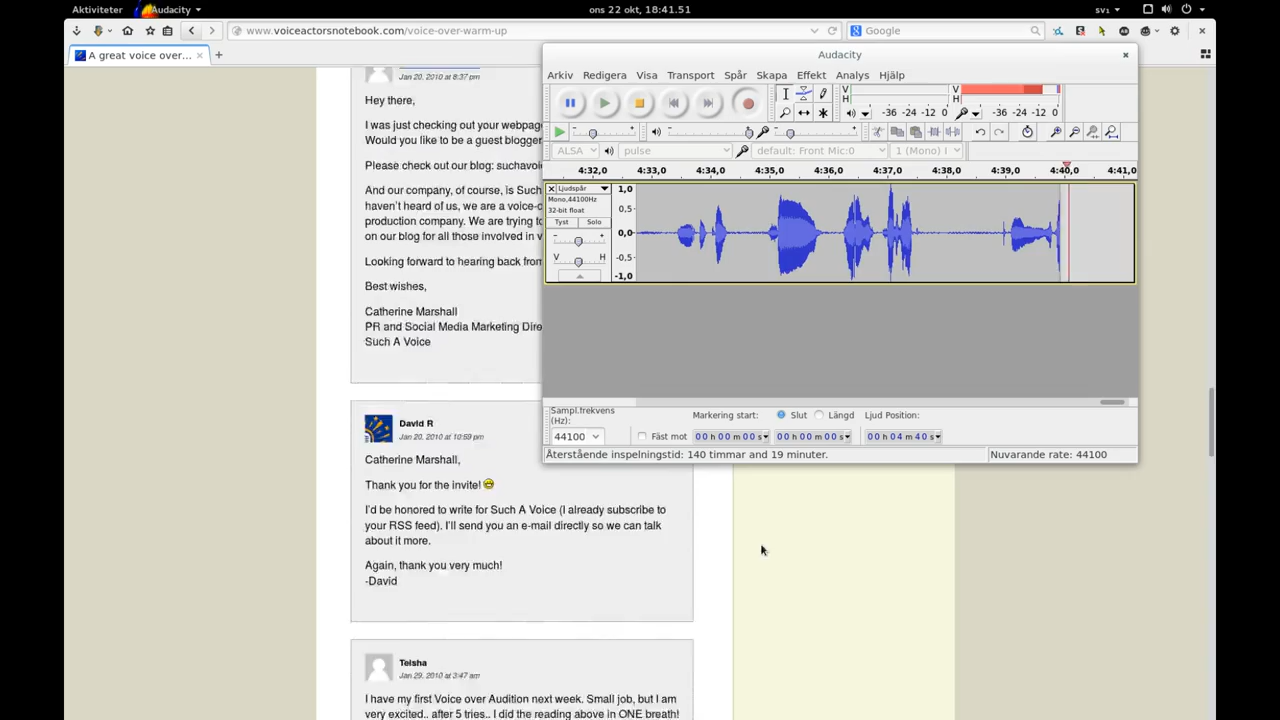 Aktiviteter
Audacity
ons 22 okt, 18:41.51
sv1
www.voiceactorsnotebook.com/voice-over-warm-up
Google
A great voice over...
Jan 20, 2010 at 8:37 pm
Hey there,
I was just checking out your webpage
Would you like to be a guest blogger
Please check out our blog: suchavoi
And our company, of course, is Such
haven't heard of us, we are a voice-o
production company. We are trying to
on our blog for all those involved in v
Looking forward to hearing back from
Best wishes,
Catherine Marshall
PR and Social Media Marketing Dire
Such A Voice
David R
Jan 20, 2010 at 10:59 pm
Catherine Marshall,
Thank you for the invite!
I'd be honored to write for Such A Voice (I already subscribe to
your RSS feed). I'll send you an e-mail directly so we can talk
about it more.
Again, thank you very much!
-David
Teisha
Jan 29, 2010 at 3:47 am
I have my first Voice over Audition next week. Small job, but I am
very excited.. after 5 tries.. I did the reading above in ONE breath!
Audacity
Arkiv Redigera Visa Transport Spår Skapa Effekt Analys Hjälp
V
H
V
H
-36 -24 -12 0
-36 -24 -12 0
ALSA pulse default: Front Mic:0 1 (Mono) I
4:32,0 4:33,0 4:34,0 4:35,0 4:36,0 4:37,0 4:38,0 4:39,0 4:40,0 4:41,0
Ljudspår
Mono,44100Hz
32-bit float
Tyst Solo
- +
V H
1,0
0,5
0,0
-0,5
-1,0
Sampl.frekvens
(Hz):
44100
Markering start: Slut Längd Ljud Position:
Fäst mot 00 h 00 m 00 s 00 h 00 m 00 s 00 h 04 m 40 s
Återstående inspelningstid: 140 timmar and 19 minuter.
Nuvarande rate: 44100